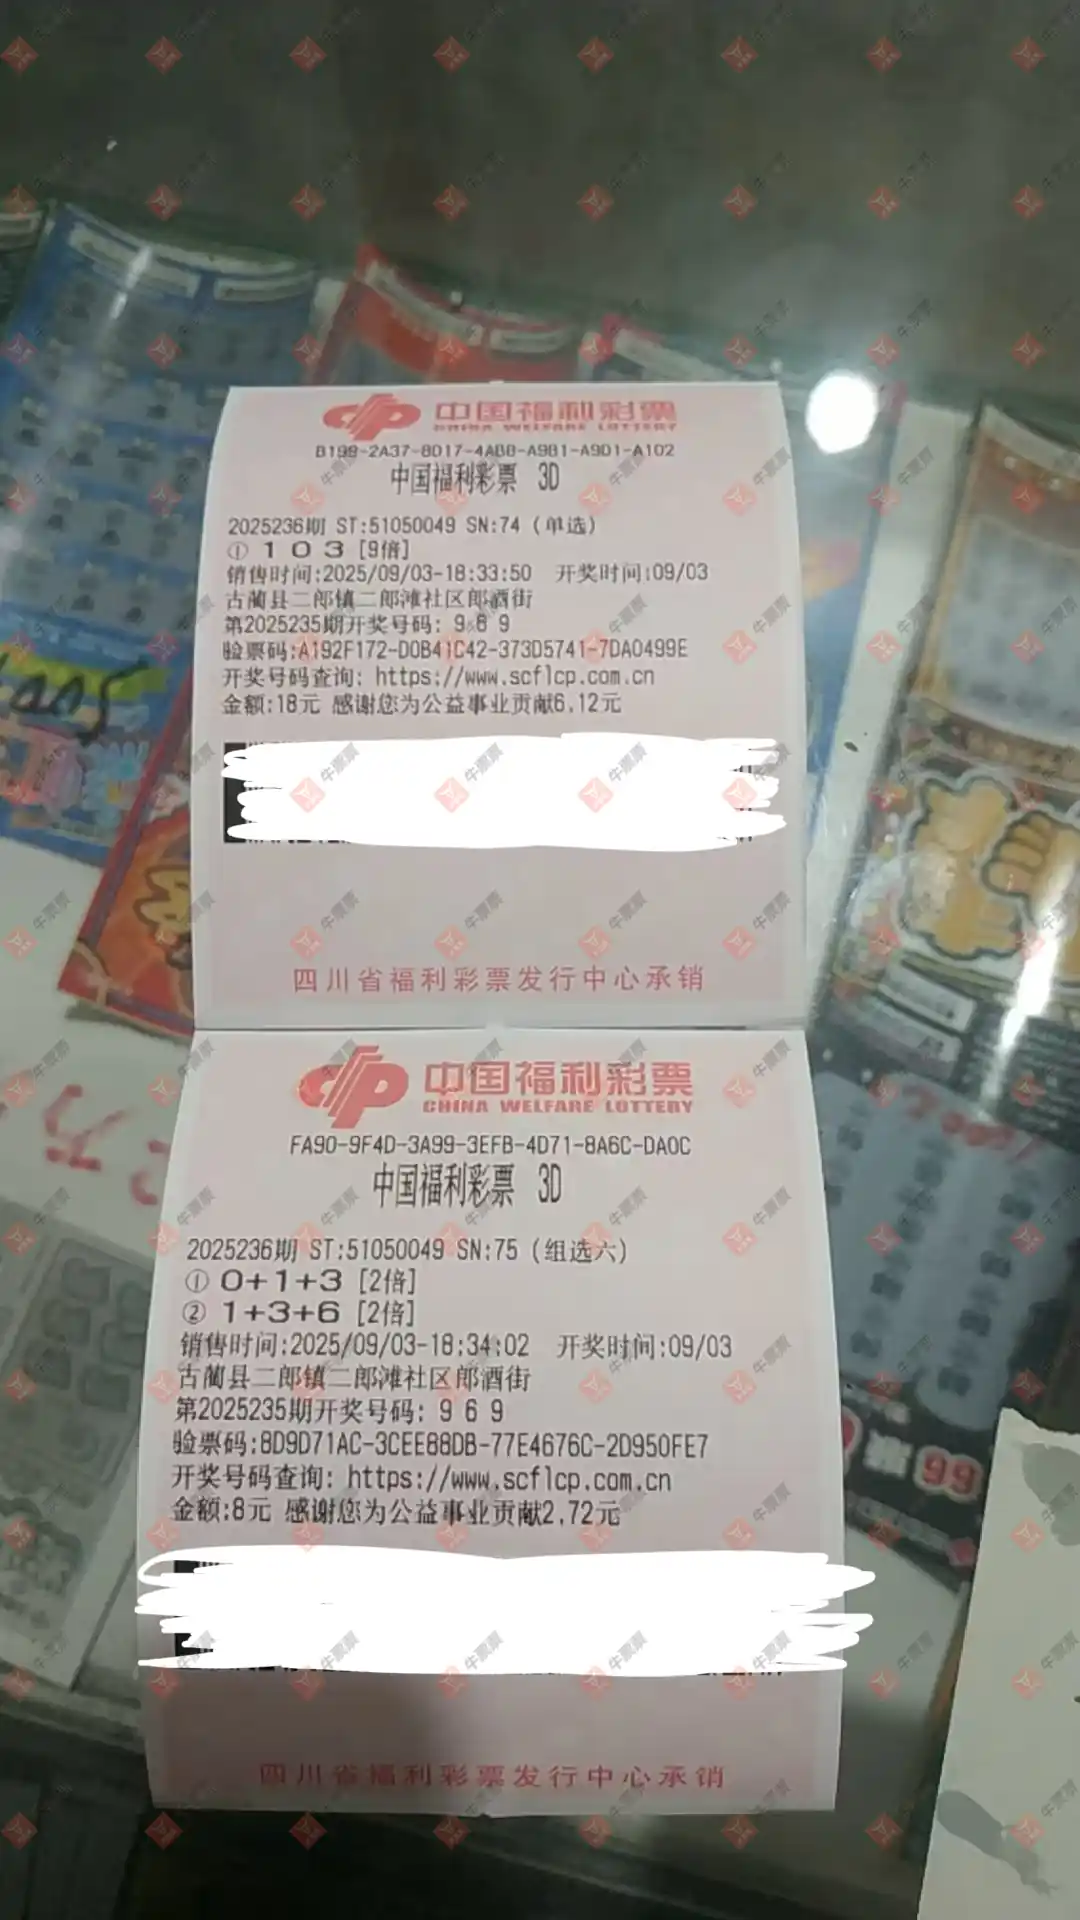 中国福利彩票
CHINA WELFARE LOTTERY
B199-2A37-8D17-4AB8-A9B1-A9D1-A102
中国福利彩票 3D
2025236期 ST:51050049 SN:74 (单选)
① 1 0 3 [9倍]
销售时间:2025/09/03-18:33:50 开奖时间:09/03
古蔺县二郎镇二郎滩社区郎酒街
第2025235期开奖号码: 9 6 9
验票码:A192F172-D0B41C42-373D5741-7DA0499E
开奖号码查询: https://www.scflcp.com.cn
金额:18元 感谢您为公益事业贡献6.12元
四川省福利彩票发行中心承销
中国福利彩票
CHINA WELFARE LOTTERY
FA90-9F4D-3A99-3EFB-4D71-8A6C-DA0C
中国福利彩票 3D
2025236期 ST:51050049 SN:75 (组选六)
① 0+1+3 [2倍]
② 1+3+6 [2倍]
销售时间:2025/09/03-18:34:02 开奖时间:09/03
古蔺县二郎镇二郎滩社区郎酒街
第2025235期开奖号码: 9 6 9
验票码:8D9D71AC-3CEE88DB-77E4676C-2D950FE7
开奖号码查询: https://www.scflcp.com.cn
金额:8元 感谢您为公益事业贡献2.72元
四川省福利彩票发行中心承销
99
牛票票